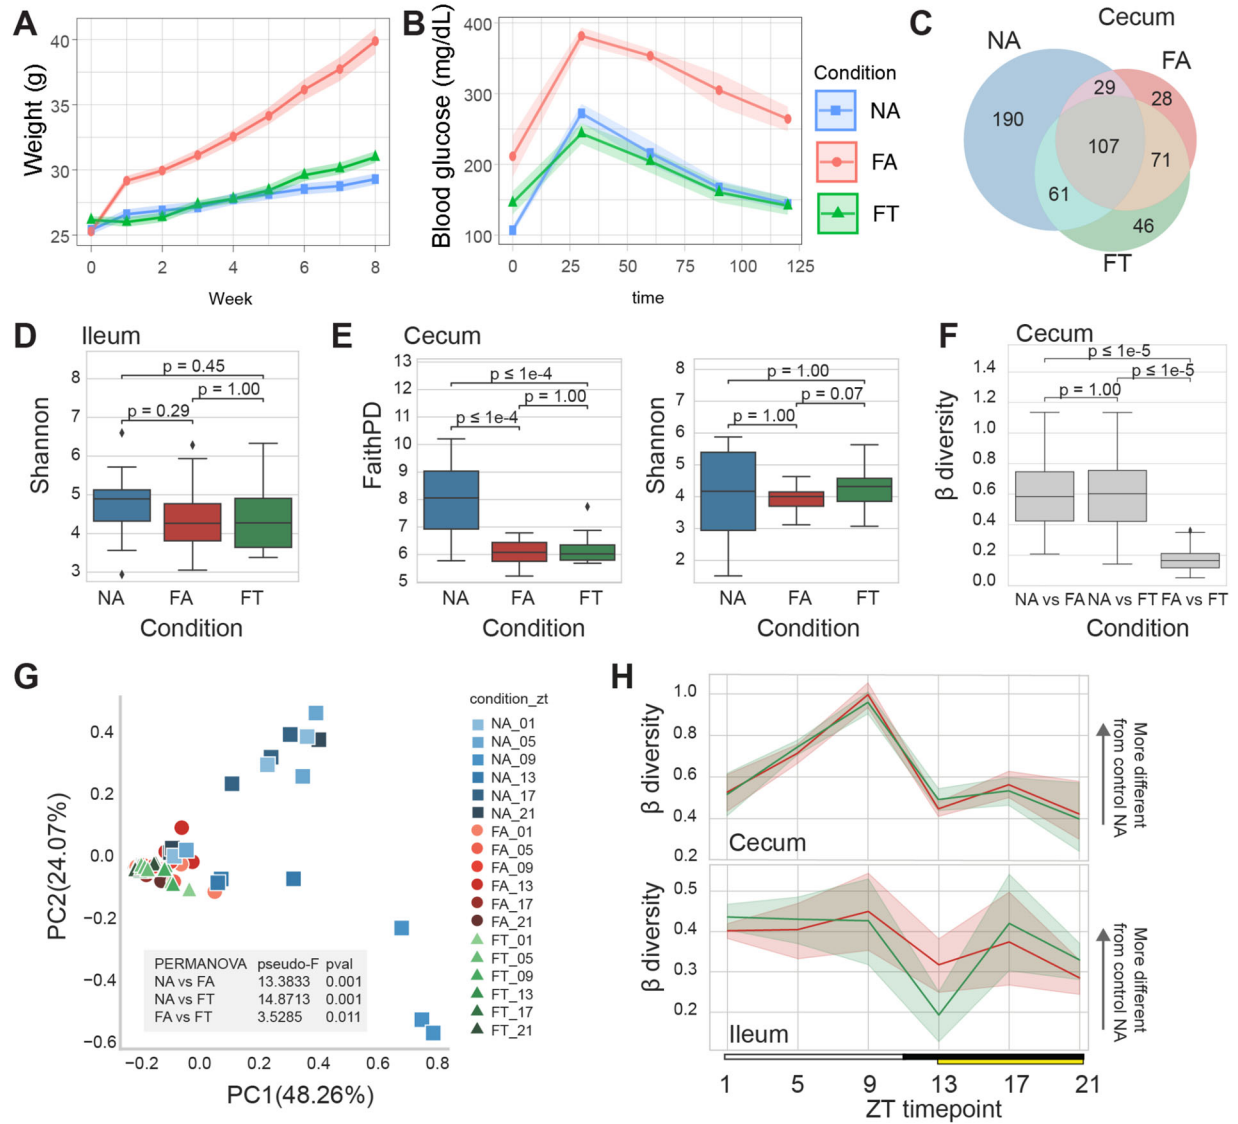 A
Weight (g)
40
35
30
25
0
2
4
6
8
Week
B
Blood glucose (mg/dL)
400
300
200
100
0
25
50
75
100
125
time
Condition
NA
FA
FT
C
Cecum
NA
FA
FT
190
29
28
107
71
61
46
D
Ileum
Shannon
8
7
6
5
4
3
p = 0.45
p = 1.00
p = 0.29
NA FA FT
Condition
E
Cecum
FaithPD
13
12
11
10
9
8
7
6
5
p ≤ 1e-4
p = 1.00
p ≤ 1e-4
NA FA FT
Condition
Shannon
8
7
6
5
4
3
2
p = 1.00
p = 0.07
p = 1.00
NA FA FT
Condition
F
Cecum
β diversity
1.4
1.2
1.0
0.8
0.6
0.4
0.2
0.0
p ≤ 1e-5
p ≤ 1e-5
p = 1.00
NA vs FA NA vs FT FA vs FT
Condition
G
PC2(24.07%)
0.4
0.2
0.0
−0.2
−0.4
−0.6
PERMANOVA pseudo-F pval
NA vs FA 13.3833 0.001
NA vs FT 14.8713 0.001
FA vs FT 3.5285 0.011
−0.2 0.0 0.2 0.4 0.6 0.8
PC1(48.26%)
condition_zt
NA_01
NA_05
NA_09
NA_13
NA_17
NA_21
FA_01
FA_05
FA_09
FA_13
FA_17
FA_21
FT_01
FT_05
FT_09
FT_13
FT_17
FT_21
H
β diversity
1.0
0.8
0.6
0.4
0.2
Cecum
More different
from control NA
β diversity
0.5
0.4
0.3
0.2
Ileum
More different
from control NA
1 5 9 13 17 21
ZT timepoint